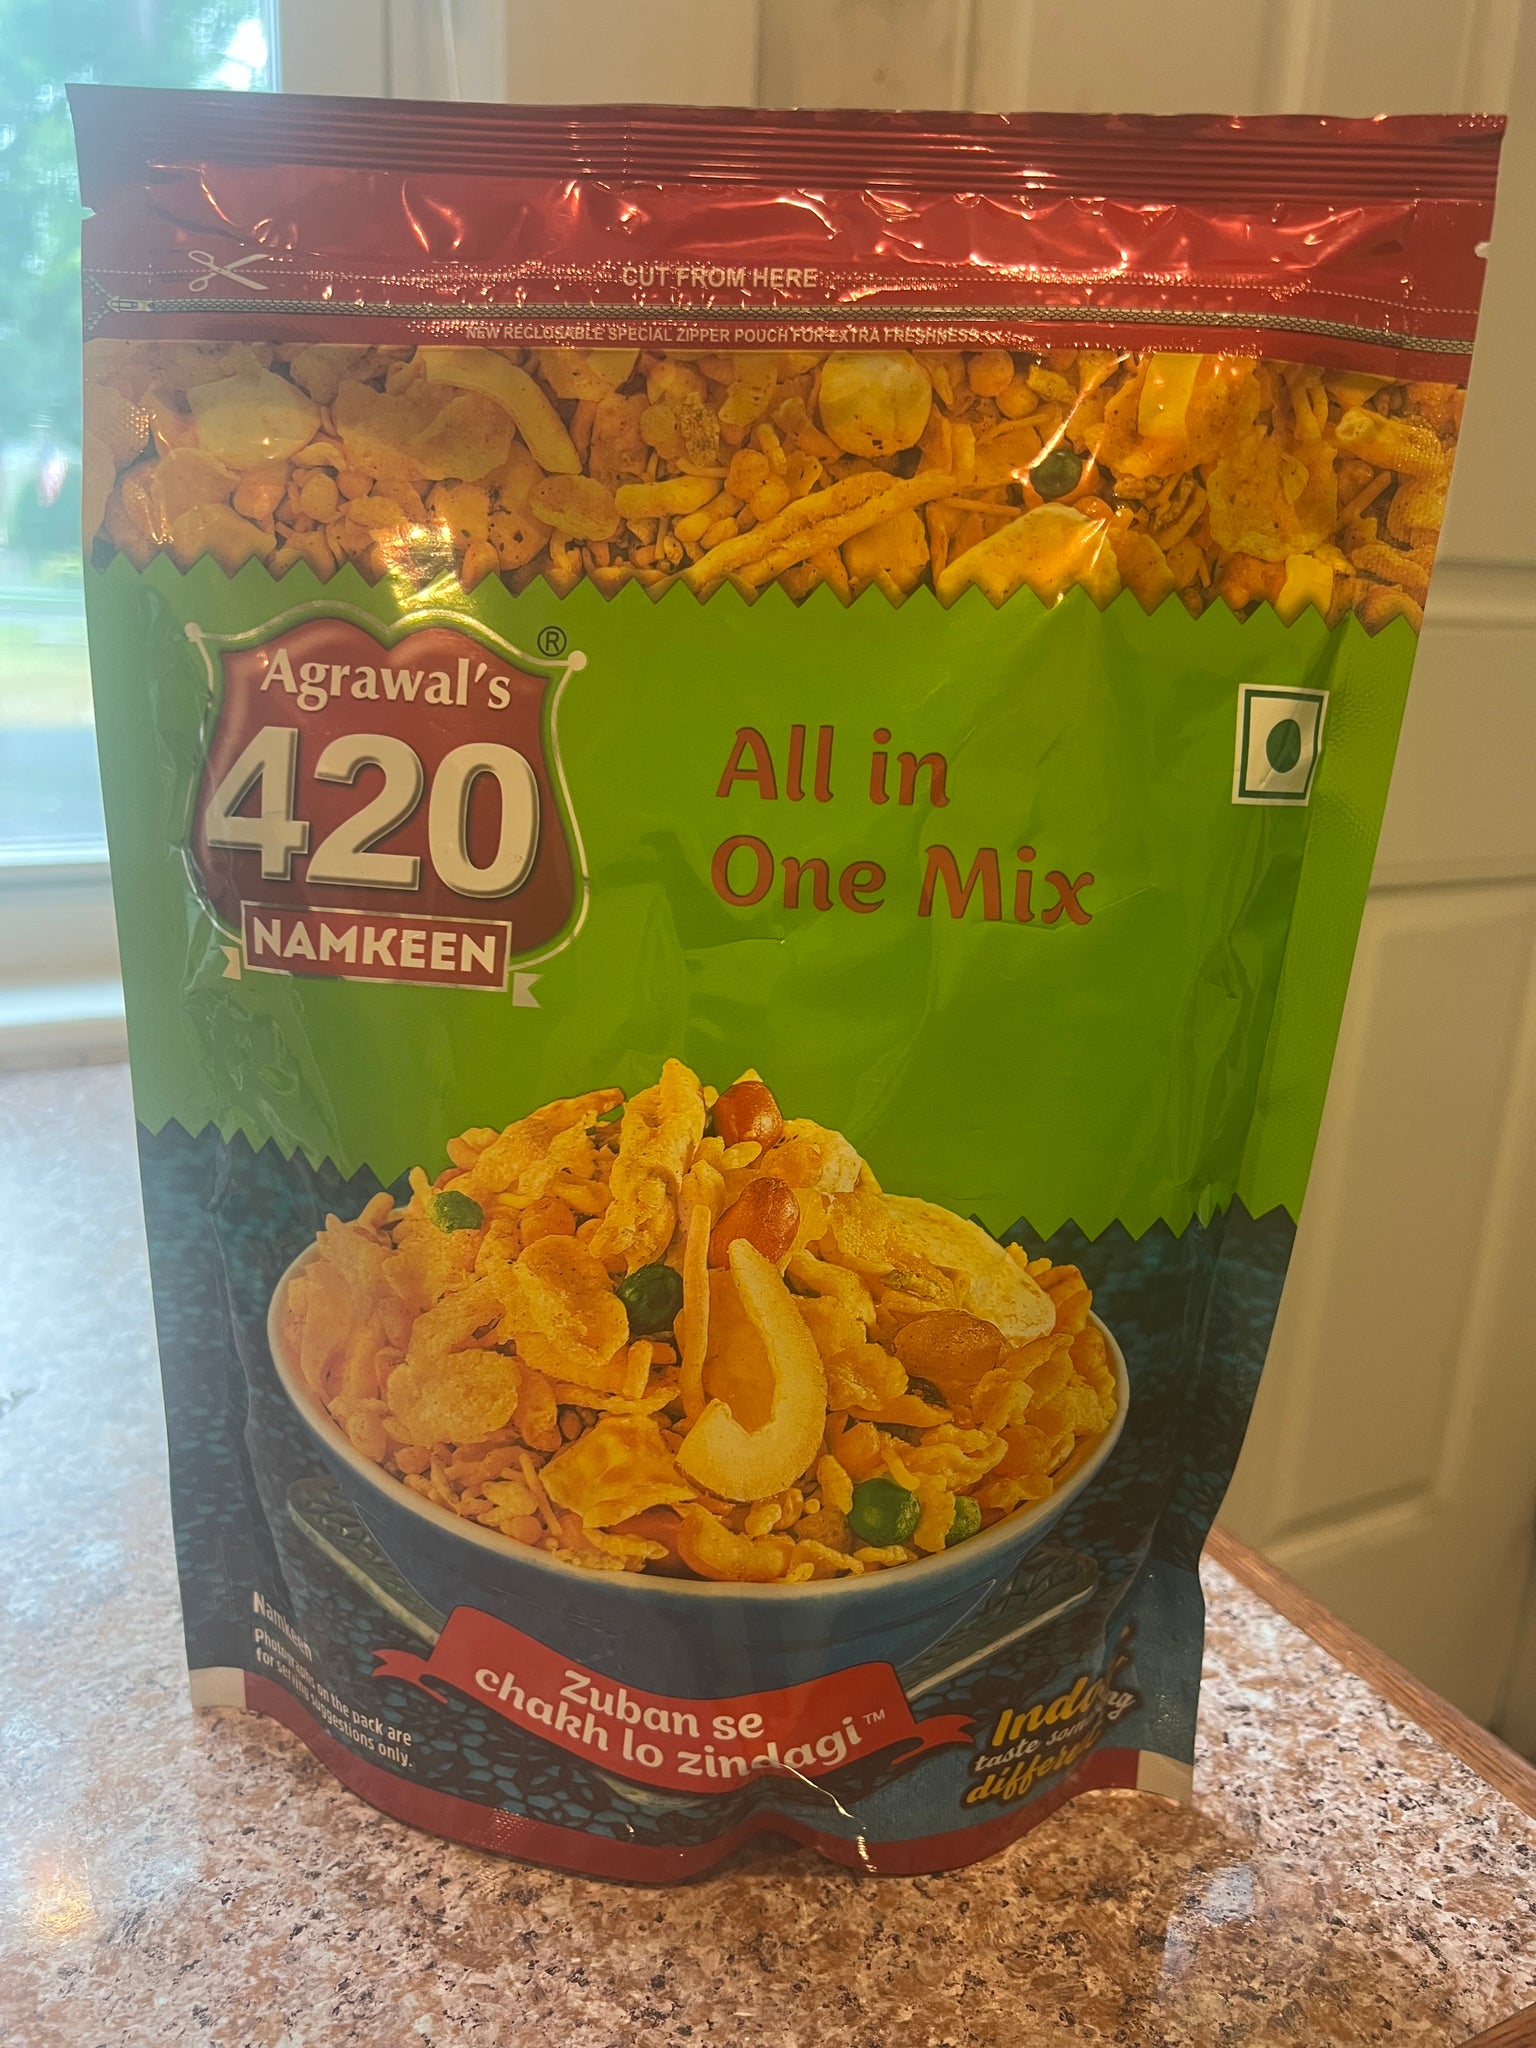 CUT FROM HERE
NEW RECLOSABLE SPECIAL ZIPPER POUCH FOR EXTRA FRESHNESS
Agrawal's
®
420
NAMKEEN
All in
One Mix
Namkeen
Photographs on the pack are
for serving suggestions only.
Zuban se
chakh lo zindagi™
taste